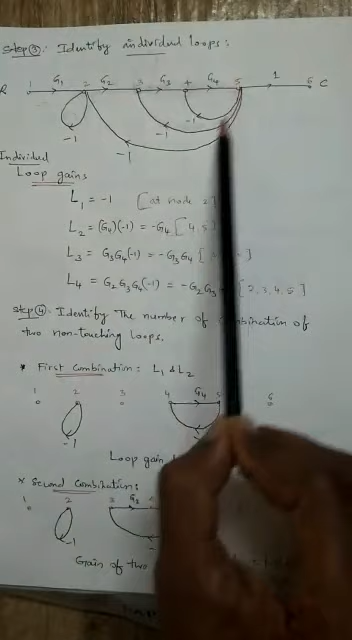 Step③: Identify individual loops:
R 1 G₁ 2 G₂ 3 G₃ 4 G₄ 5 1 6 C
-1 -1 -1 -1
Individual
Loop gains
L₁ = -1 [at node 2]
L₂ = (G₄)(-1) = -G₄ [4, 5
L₃ = G₃G₄(-1) = -G₃G₄ [
L₄ = G₂G₃G₄(-1) = -G₂G₃ [2, 3, 4, 5]
Step④: Identify The number of combination of
two non-touching loops.
* First Combination: L₁ & L₂
1 2 3 4 G₄ 5 6
-1
Loop gain
* Second Combination:
1 2 3 G₃
-1
Gain of two